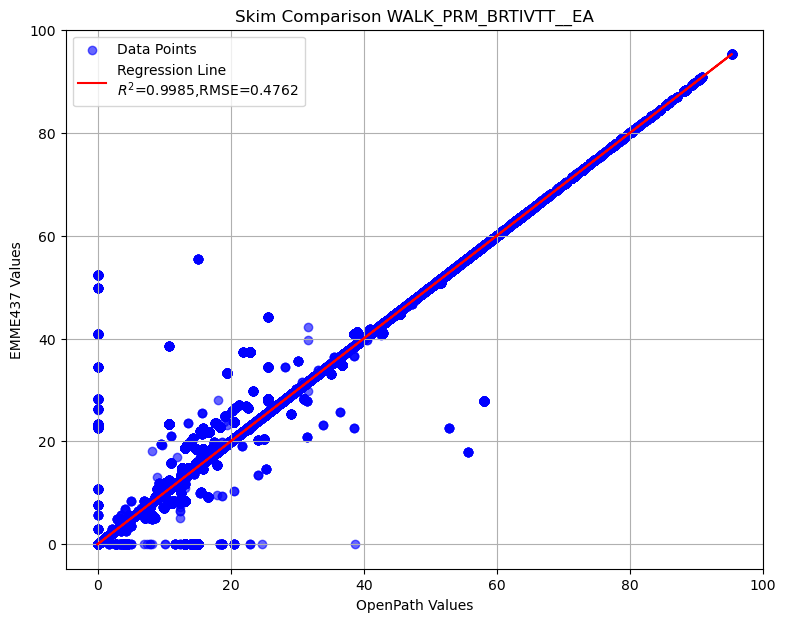 Skim Comparison WALK_PRM_BRTIVTT__EA
Data Points
Regression Line
R²=0.9985,RMSE=0.4762
100
80
60
40
20
0
EMME437 Values
0 20 40 60 80 100
OpenPath Values